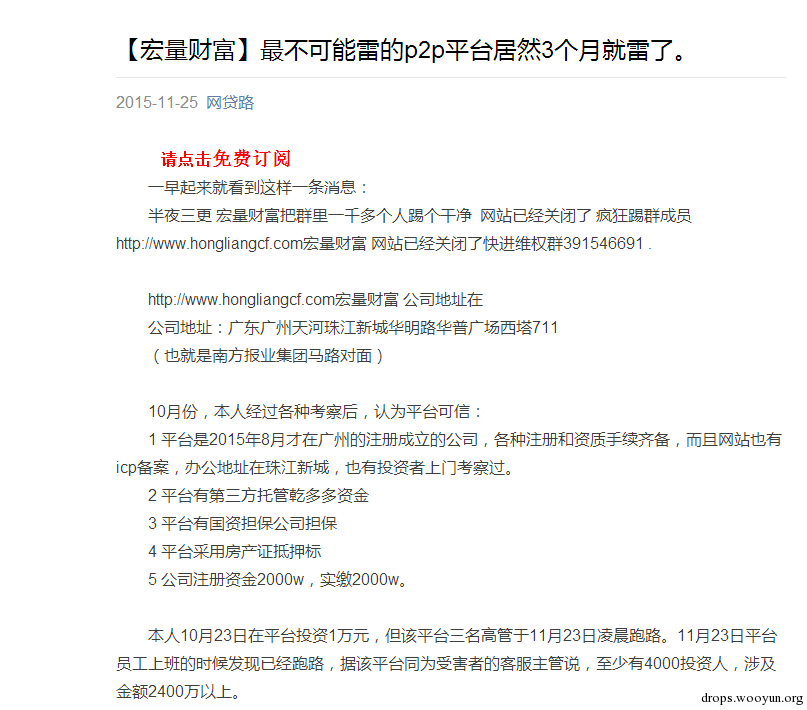 【宏量财富】最不可能雷的p2p平台居然3个月就雷了。
2015-11-25 网贷路
请点击免费订阅
一早起来就看到这样一条消息：
半夜三更 宏量财富把群里一千多个人踢个干净 网站已经关闭了 疯狂踢群成员
http://www.hongliangcf.com宏量财富 网站已经关闭了快进维权群391546691 .
http://www.hongliangcf.com宏量财富 公司地址在
公司地址：广东广州天河珠江新城华明路华普广场西塔711
（也就是南方报业集团马路对面）
10月份，本人经过各种考察后，认为平台可信：
1 平台是2015年8月才在广州的注册成立的公司，各种注册和资质手续齐备，而且网站也有
icp备案，办公地址在珠江新城，也有投资者上门考察过。
2 平台有第三方托管乾多多资金
3 平台有国资担保公司担保
4 平台采用房产证抵押标
5 公司注册资金2000w，实缴2000w。
本人10月23日在平台投资1万元，但该平台三名高管于11月23日凌晨跑路。11月23日平台
员工上班的时候发现已经跑路，据该平台同为受害者的客服主管说，至少有4000投资人，涉及
金额2400万以上。
drops.wooyun.org